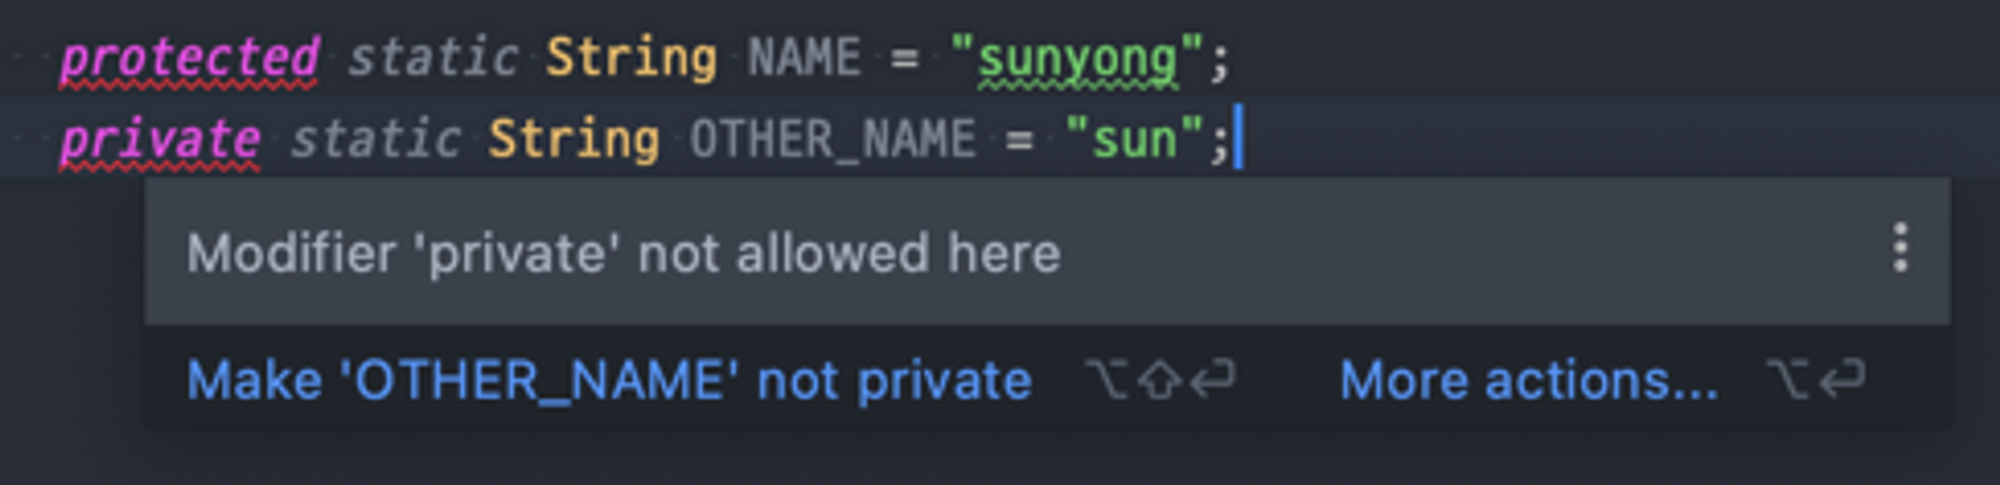 protected static String NAME = "sunyong";
private static String OTHER_NAME = "sun";
Modifier 'private' not allowed here
Make 'OTHER_NAME' not private ⌥⇧⏎ More actions... ⌥⏎